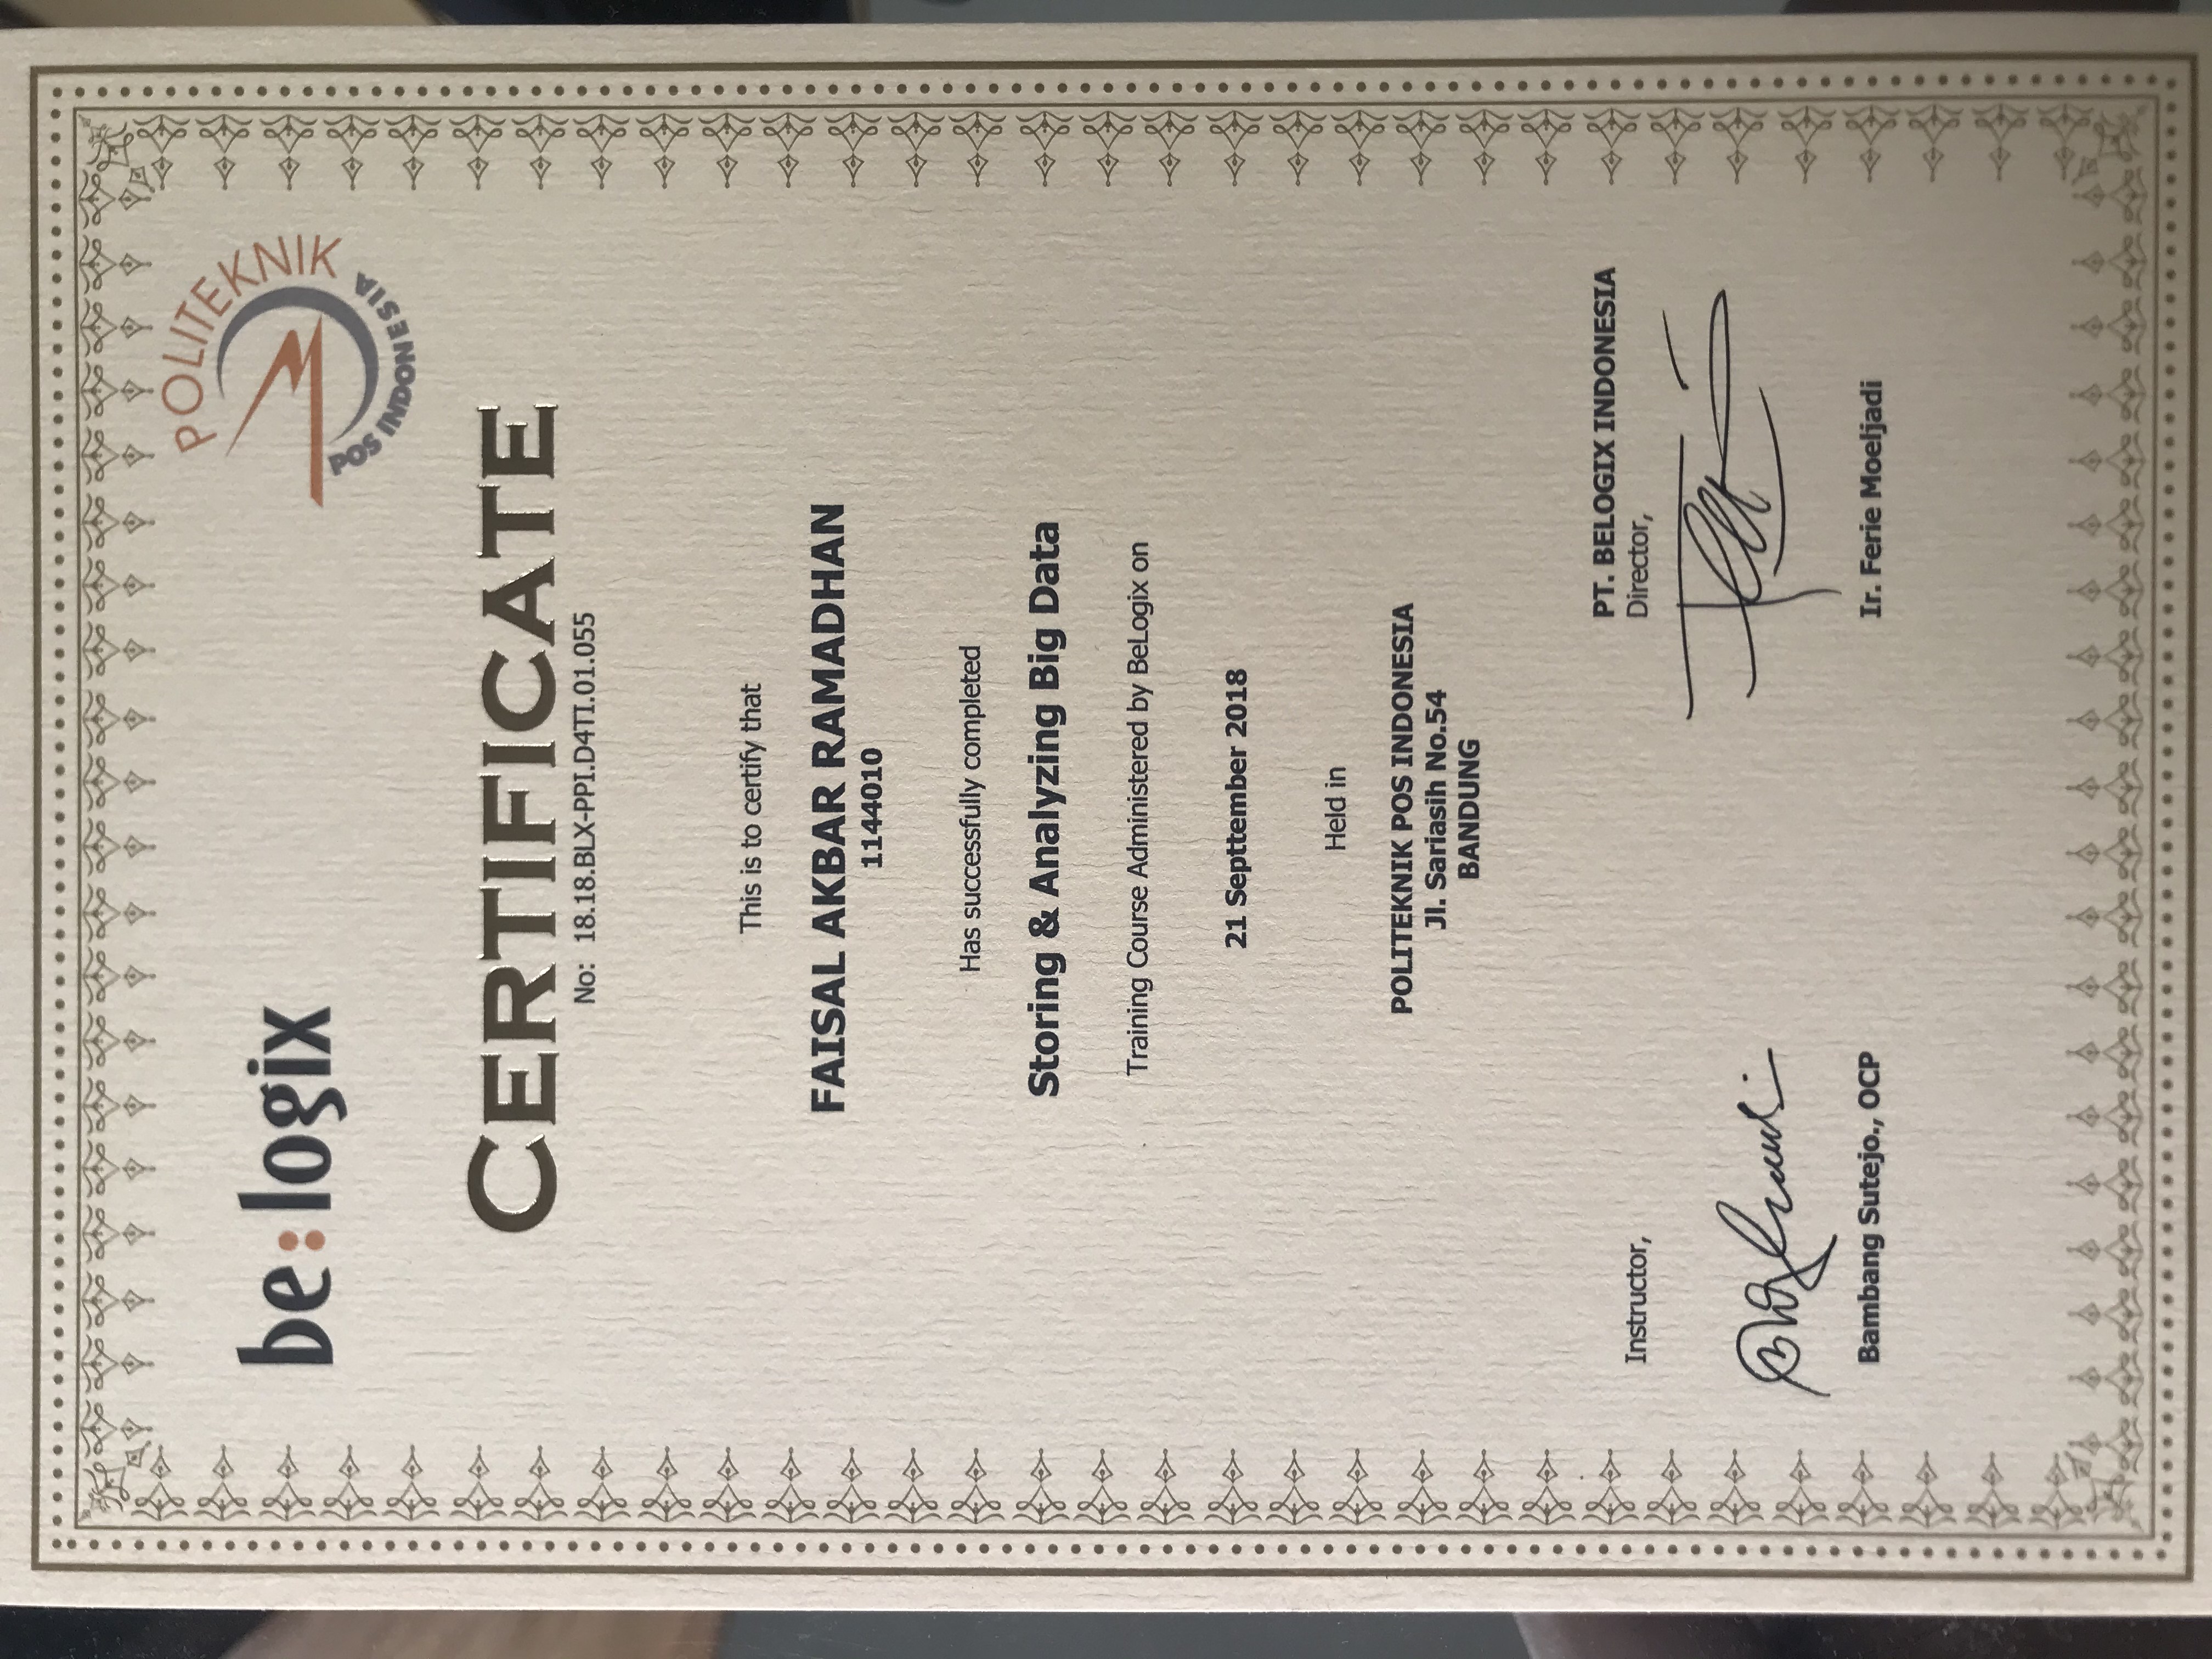 be:logix
POLITEKNIK
POS INDONESIA
CERTIFICATE
No: 18.18.BLX-PPI.D4TI.01.055
This is to certify that
FAISAL AKBAR RAMADHAN
1144010
Has successfully completed
Storing & Analyzing Big Data
Training Course Administered by BeLogix on
21 Septtember 2018
Held in
POLITEKNIK POS INDONESIA
Jl. Sariasih No.54
BANDUNG
PT. BELOGIX INDONESIA
Instructor,
Director,
Bambang Sutejo., OCP
Ir. Ferie Moeljadi